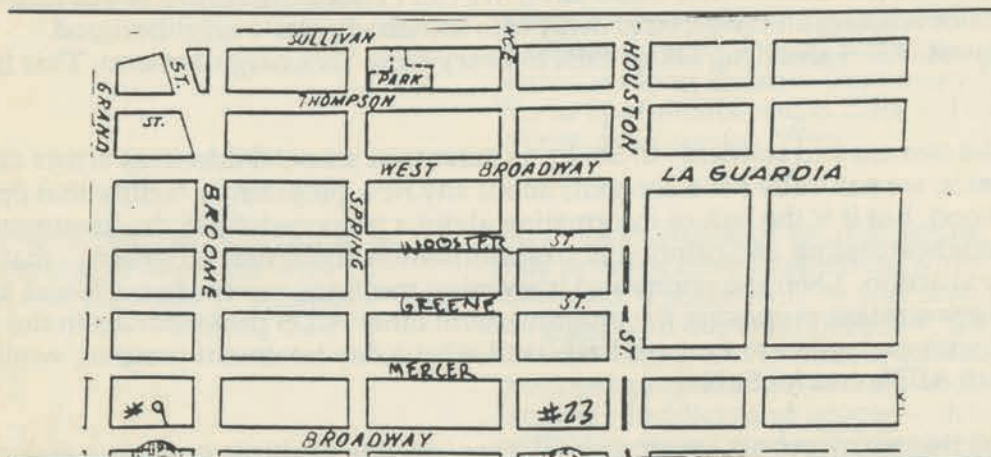 SULLIVAN
ST.
PARK
THOMPSON
HOUSTON
GRAND
ST.
WEST BROADWAY
LA GUARDIA
BROOME
SPRING
WOOSTER ST.
GREENE ST.
ST
MERCER
#9
#23
BROADWAY